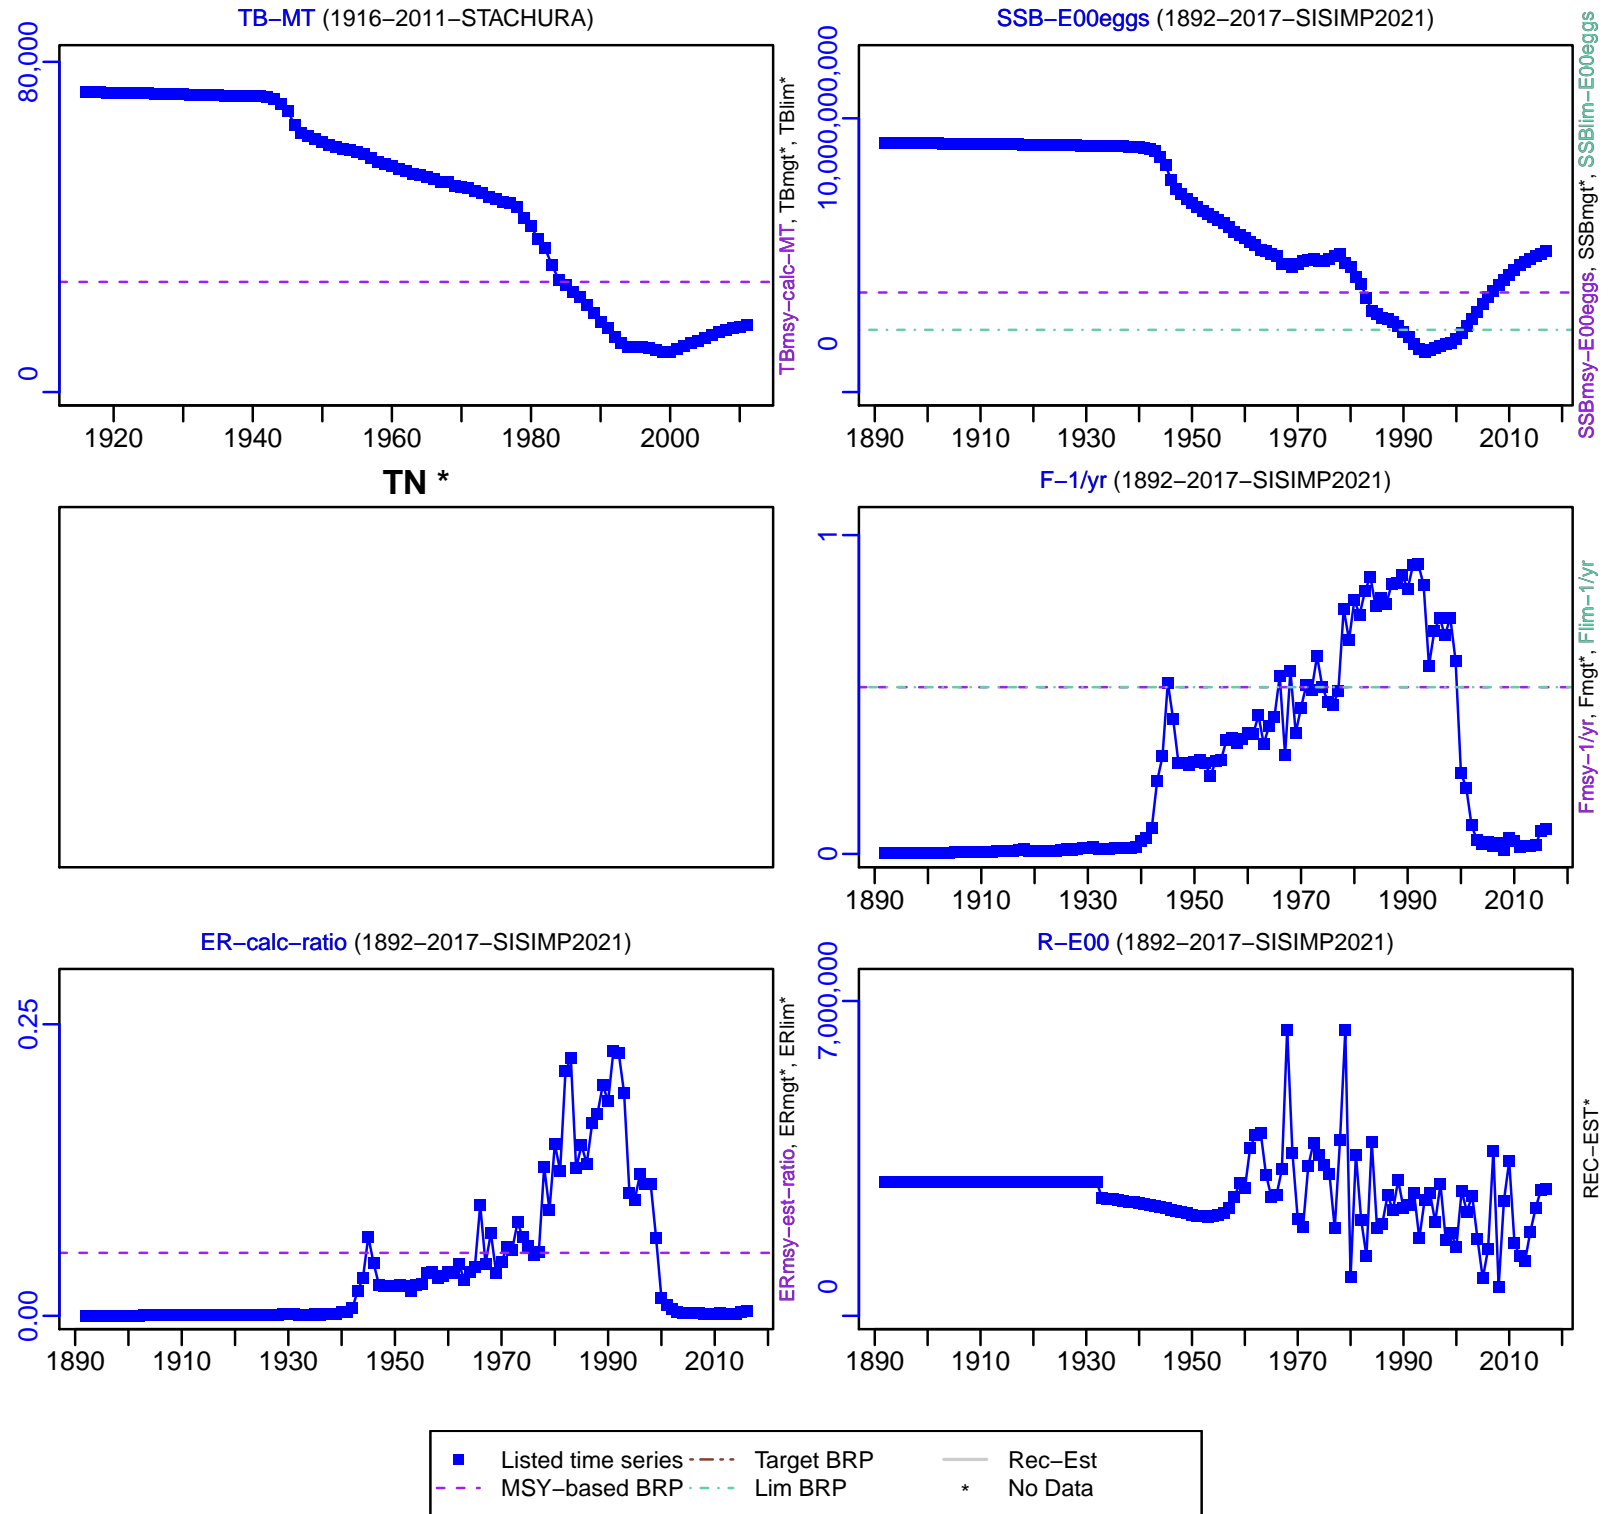 TB−MT (1916−2011−STACHURA)
80,000
0
1920 1940 1960 1980 2000
TBmsy−calc−MT, TBmgt*, TBlim*
SSB−E00eggs (1892−2017−SISIMP2021)
10,000,000
0
1890 1910 1930 1950 1970 1990 2010
SSBmsy−E00eggs, SSBmgt*, SSBlim−E00eggs
TN *
F−1/yr (1892−2017−SISIMP2021)
1
0
1890 1910 1930 1950 1970 1990 2010
Fmsy−1/yr, Fmgt*, Flim−1/yr
ER−calc−ratio (1892−2017−SISIMP2021)
0.25
0.00
1890 1910 1930 1950 1970 1990 2010
ERmsy−est−ratio, ERmgt*, ERlim*
R−E00 (1892−2017−SISIMP2021)
7,000,000
0
1890 1910 1930 1950 1970 1990 2010
REC−EST*
Listed time series Target BRP Rec−Est
MSY−based BRP Lim BRP * No Data